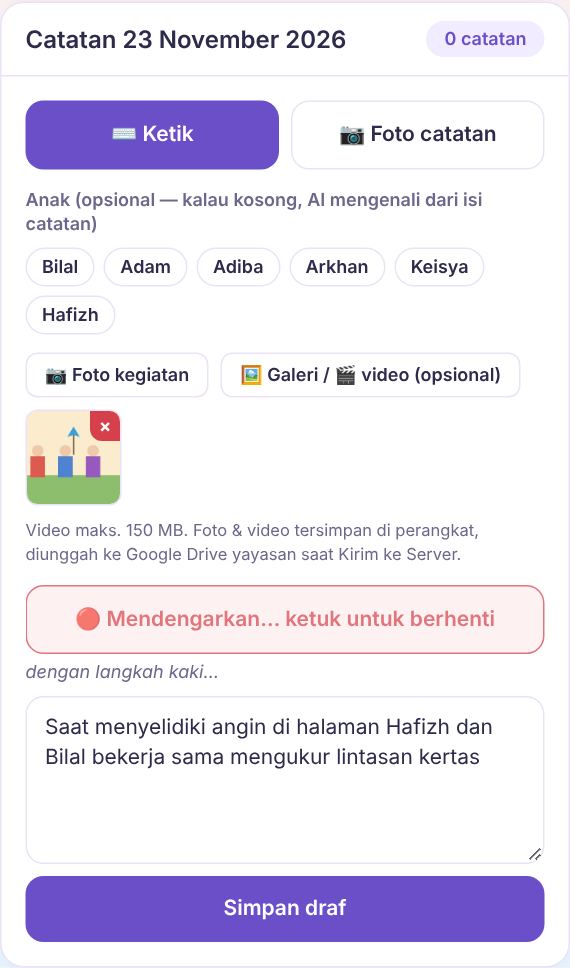 Catatan 23 November 2026
0 catatan
Ketik
Foto catatan
Anak (opsional — kalau kosong, AI mengenali dari isi
catatan)
Bilal
Adam
Adiba
Arkhan
Keisya
Hafizh
Foto kegiatan
Galeri / 🎬 video (opsional)
Video maks. 150 MB. Foto & video tersimpan di perangkat,
diunggah ke Google Drive yayasan saat Kirim ke Server.
Mendengarkan... ketuk untuk berhenti
dengan langkah kaki...
Saat menyelidiki angin di halaman Hafizh dan
Bilal bekerja sama mengukur lintasan kertas
Simpan draf